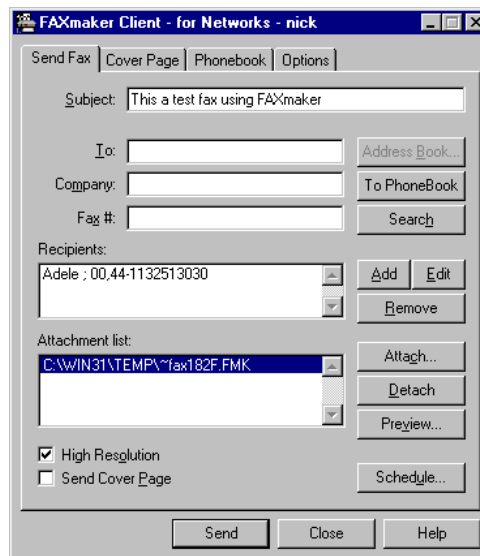 FAXmaker Client - for Networks - nick
Send Fax Cover Page Phonebook Options
Subject: This a test fax using FAXmaker
To: Address Book...
Company: To PhoneBook
Fax #: Search
Recipients:
Adele ; 00,44-1132513030 Add Edit
Remove
Attachment list:
C:\WIN31\TEMP\~fax182F.FMK Attach...
Detach
Preview...
High Resolution
Send Cover Page Schedule...
Send Close Help